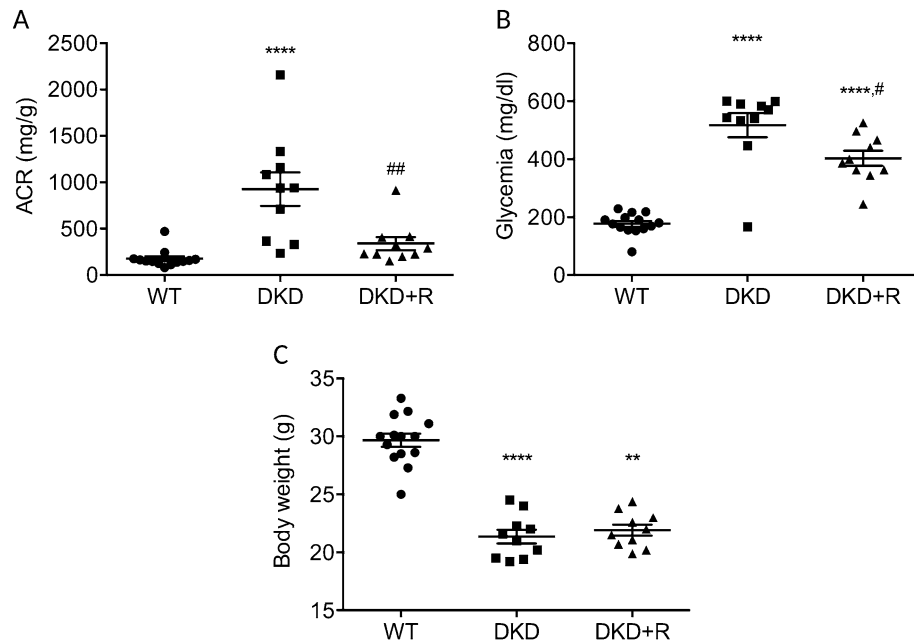 A
ACR (mg/g)
2500
2000
1500
1000
500
0
****
##
WT DKD DKD+R
B
Glycemia (mg/dl)
800
600
400
200
0
****
****,#
WT DKD DKD+R
C
Body weight (g)
35
30
25
20
15
****
**
WT DKD DKD+R